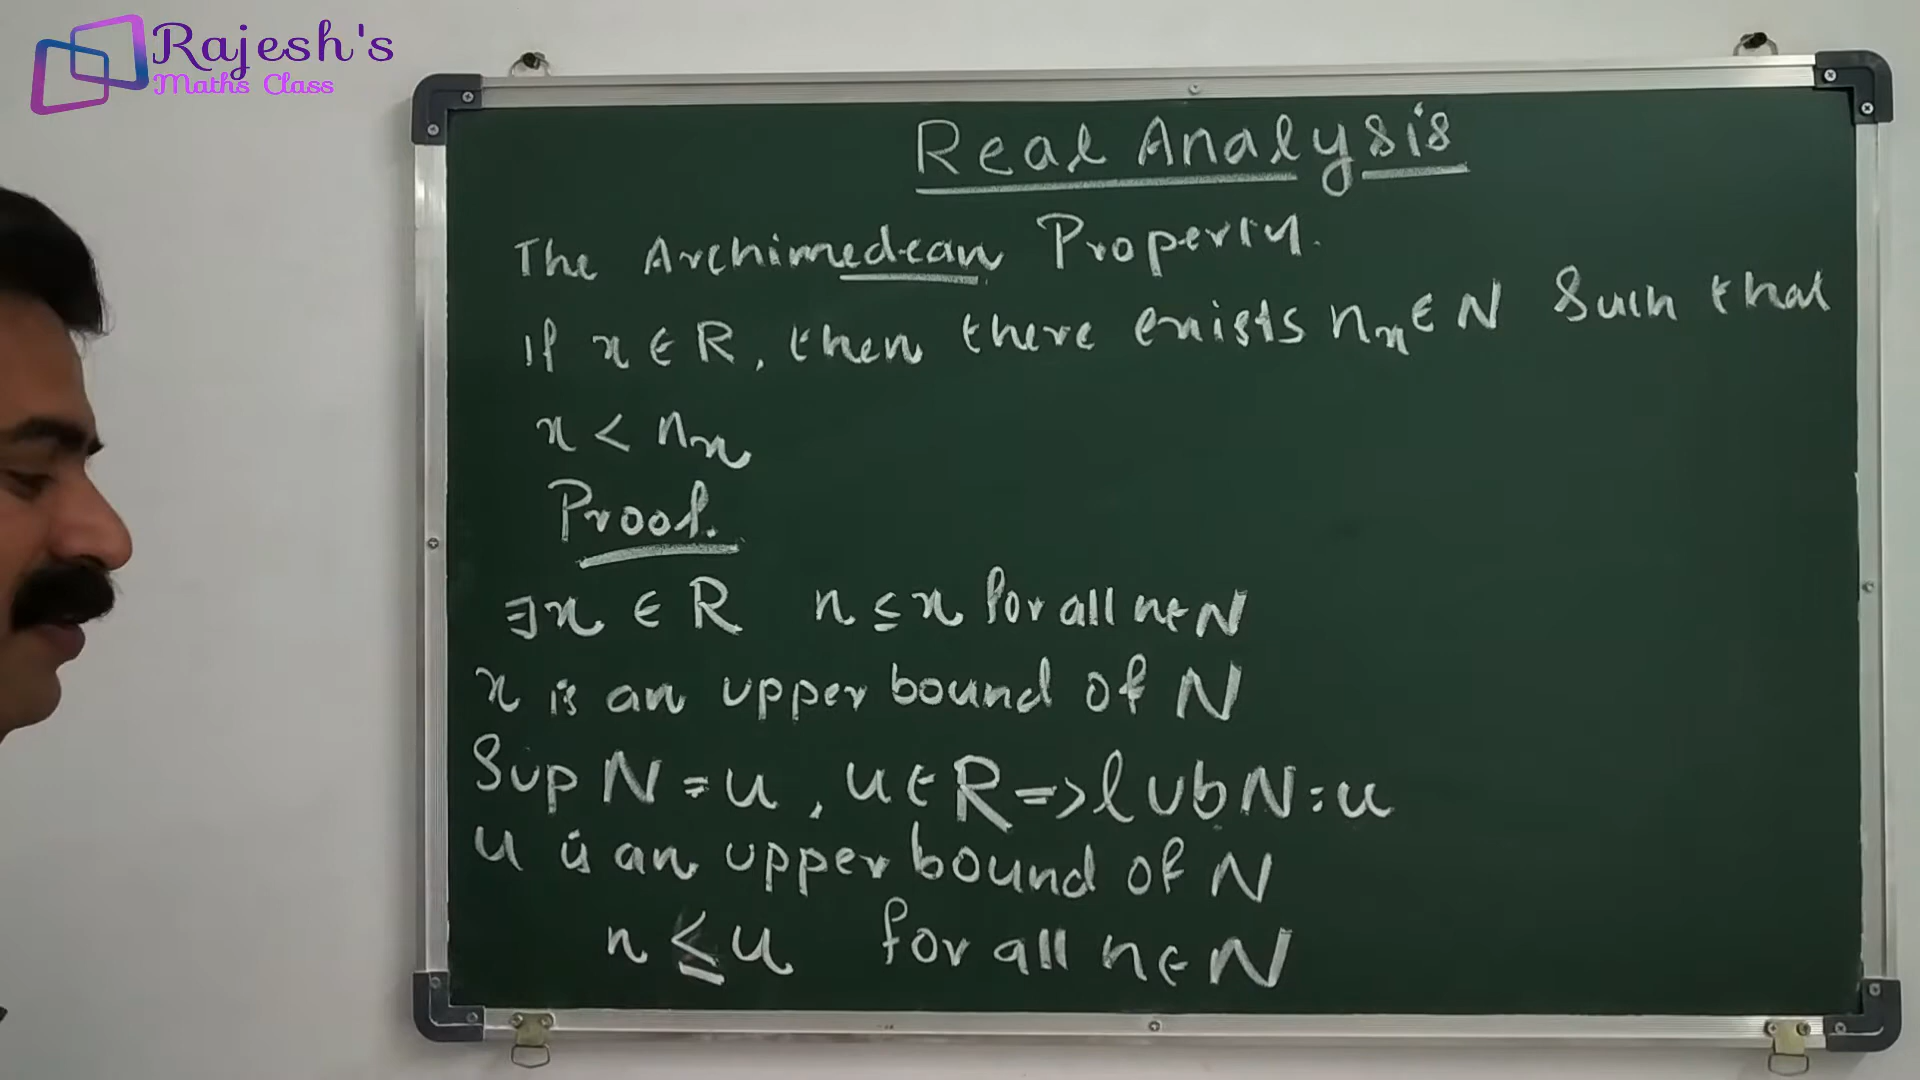 Rajesh's
Maths Class
Real Analysis
The Archimedean Property.
If x ∈ R, then there exists nₓ ∈ N such that
x < nₓ
Proof.
∃ x ∈ R n ≤ x for all n ∈ N
x is an upper bound of N
Sup N = u, u ∈ R => lub N = u
u is an upper bound of N
n ≤ u for all n ∈ N